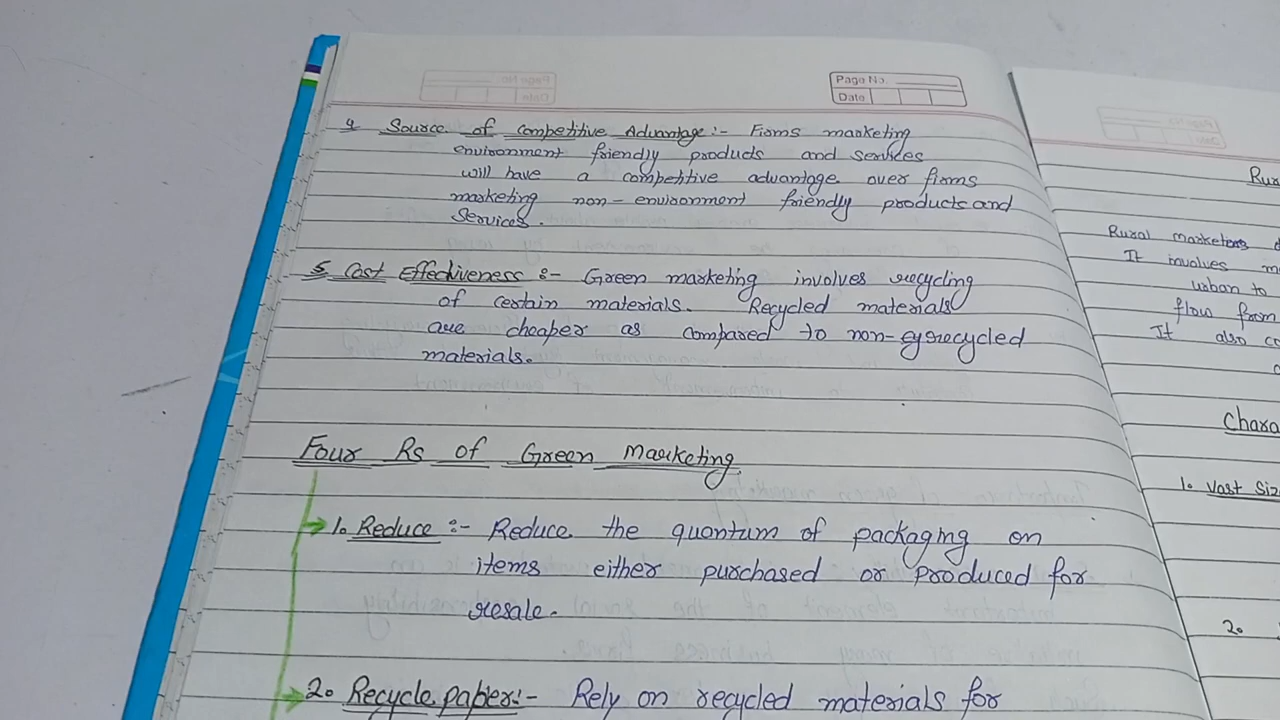 Page No.
Date
4 Source of competitive Advantage :- Firms marketing
environment friendly products and services
will have a competitive advantage over firms
marketing non-environment friendly products and
Services.
5 Cost Effectiveness :- Green marketing involves recycling
of certain materials. Recycled materials
are cheaper as compared to non-recycled
materials.
Four Rs of Green Marketing
1. Reduce :- Reduce the quantum of packaging on
items either purchased or produced for
resale.
2. Recycle paper :- Rely on recycled materials for
Rur
Rural marketing d
It involves m
urban to
flow from
It also co
Chara
1. Vast Siz
2.